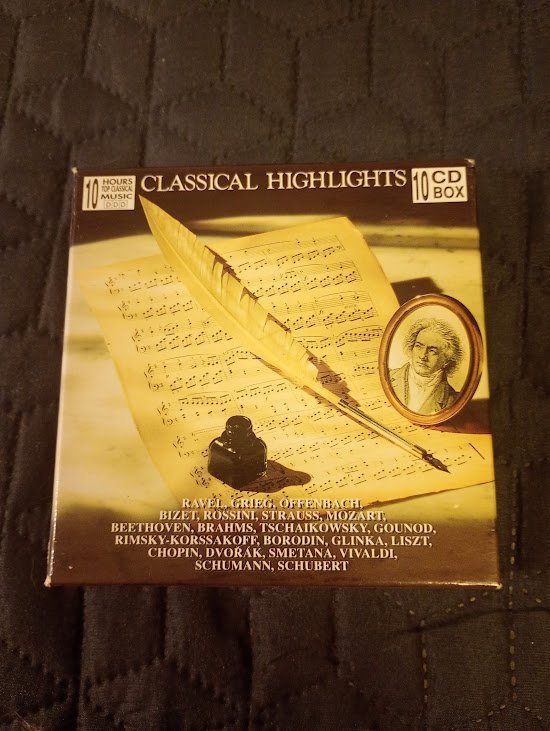 10 HOURS
TOP CLASSICAL
MUSIC
DDD
CLASSICAL HIGHLIGHTS
10 CD
BOX
RAVEL, GRIEG, OFFENBACH,
BIZET, ROSSINI, STRAUSS, MOZART,
BEETHOVEN, BRAHMS, TSCHAIKOWSKY, GOUNOD,
RIMSKY-KORSSAKOFF, BORODIN, GLINKA, LISZT,
CHOPIN, DVOŘÁK, SMETANA, VIVALDI,
SCHUMANN, SCHUBERT